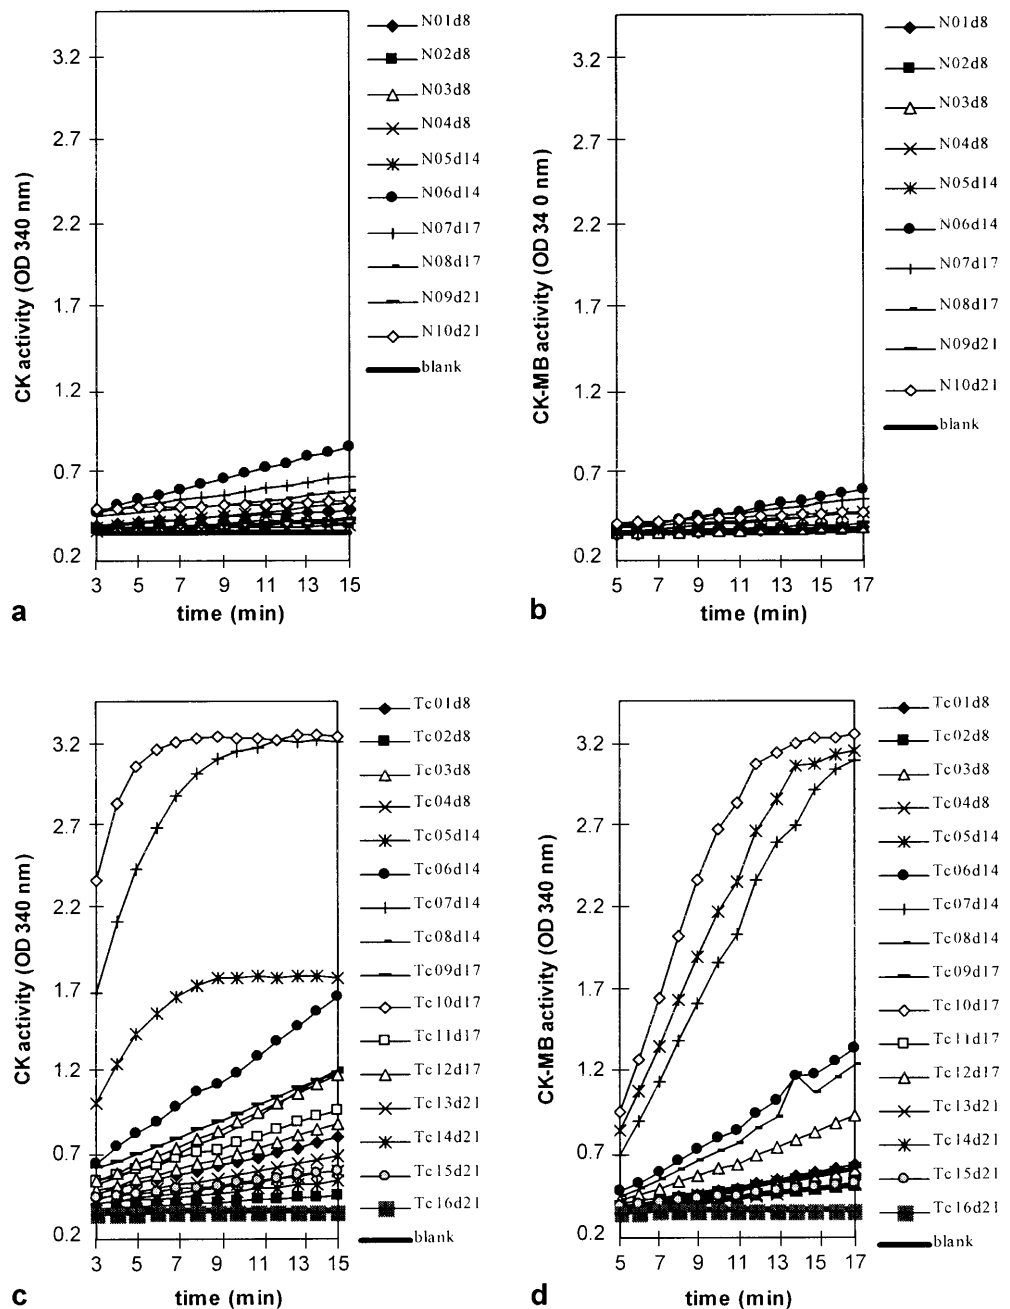 3.2
2.7
2.2
1.7
1.2
0.7
0.2
CK activity (OD 340 nm)
3 5 7 9 11 13 15
time (min)
a
N01d8
N02d8
N03d8
N04d8
N05d14
N06d14
N07d17
N08d17
N09d21
N10d21
blank
3.2
2.7
2.2
1.7
1.2
0.7
0.2
CK-MB activity (OD 34 0 nm)
5 7 9 11 13 15 17
time (min)
b
N01d8
N02d8
N03d8
N04d8
N05d14
N06d14
N07d17
N08d17
N09d21
N10d21
blank
3.2
2.7
2.2
1.7
1.2
0.7
0.2
CK activity (OD 340 nm)
3 5 7 9 11 13 15
time (min)
c
Tc01d8
Tc02d8
Tc03d8
Tc04d8
Tc05d14
Tc06d14
Tc07d14
Tc08d14
Tc09d17
Tc10d17
Tc11d17
Tc12d17
Tc13d21
Tc14d21
Tc15d21
Tc16d21
blank
3.2
2.7
2.2
1.7
1.2
0.7
0.2
CK-MB activity (OD 340 nm)
5 7 9 11 13 15 17
time (min)
d
Tc01d8
Tc02d8
Tc03d8
Tc04d8
Tc05d14
Tc06d14
Tc07d14
Tc08d14
Tc09d17
Tc10d17
Tc11d17
Tc12d17
Tc13d21
Tc14d21
Tc15d21
Tc16d21
blank